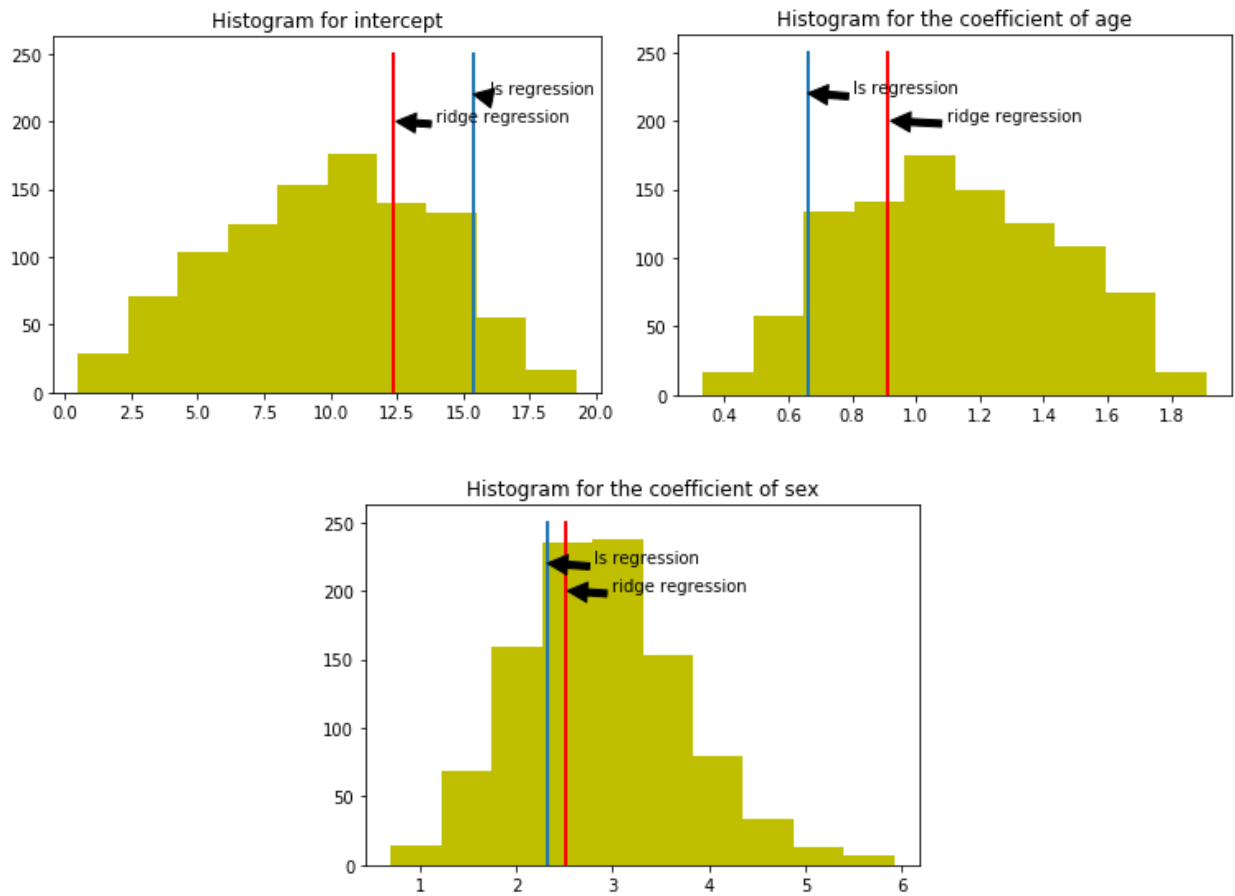 Histogram for intercept
250
200
150
100
50
0
0.0 2.5 5.0 7.5 10.0 12.5 15.0 17.5 20.0
ls regression
ridge regression
Histogram for the coefficient of age
250
200
150
100
50
0
0.4 0.6 0.8 1.0 1.2 1.4 1.6 1.8
ls regression
ridge regression
Histogram for the coefficient of sex
250
200
150
100
50
0
1 2 3 4 5 6
ls regression
ridge regression